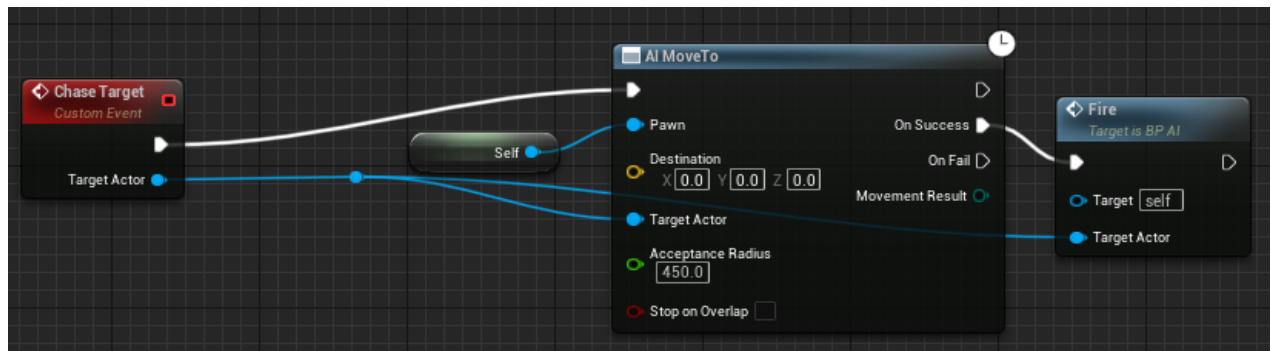 Chase Target
Custom Event
Target Actor
Self
AI MoveTo
Pawn
On Success
Destination
X 0.0 Y 0.0 Z 0.0
On Fail
Movement Result
Target Actor
Acceptance Radius
450.0
Stop on Overlap
Fire
Target is BP AI
Target self
Target Actor